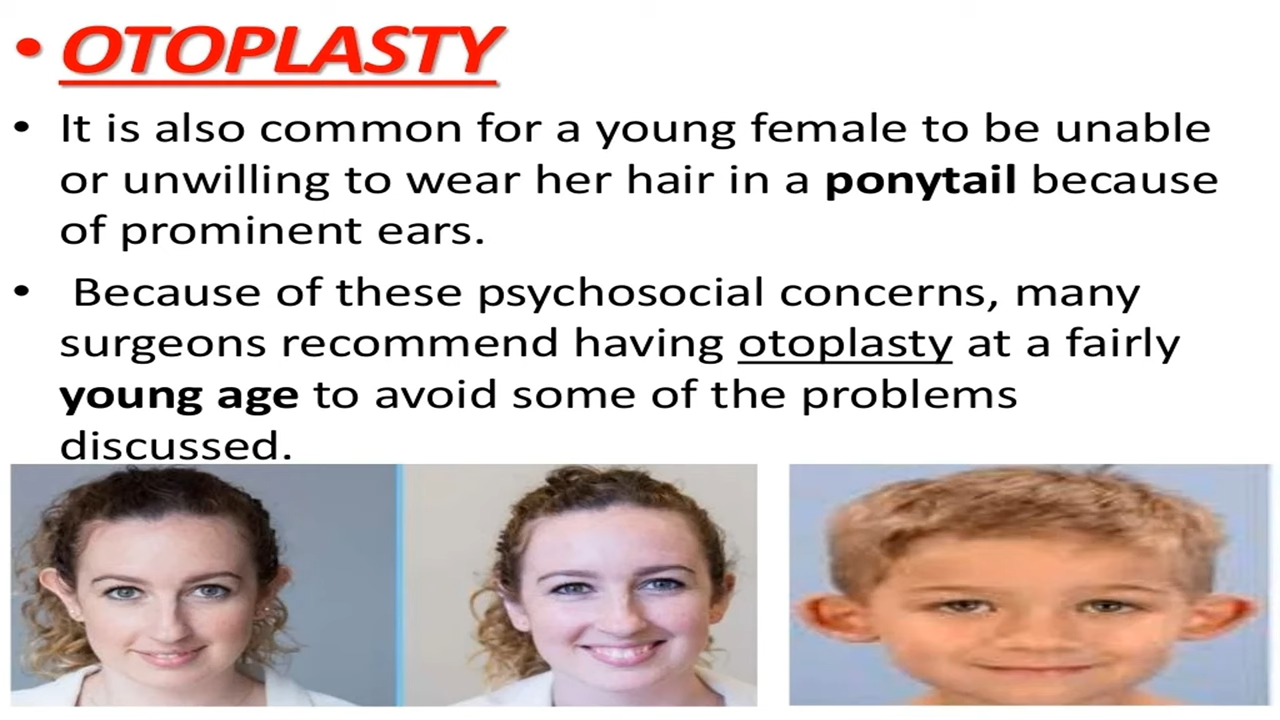 • OTOPLASTY
• It is also common for a young female to be unable
or unwilling to wear her hair in a ponytail because
of prominent ears.
• Because of these psychosocial concerns, many
surgeons recommend having otoplasty at a fairly
young age to avoid some of the problems
discussed.